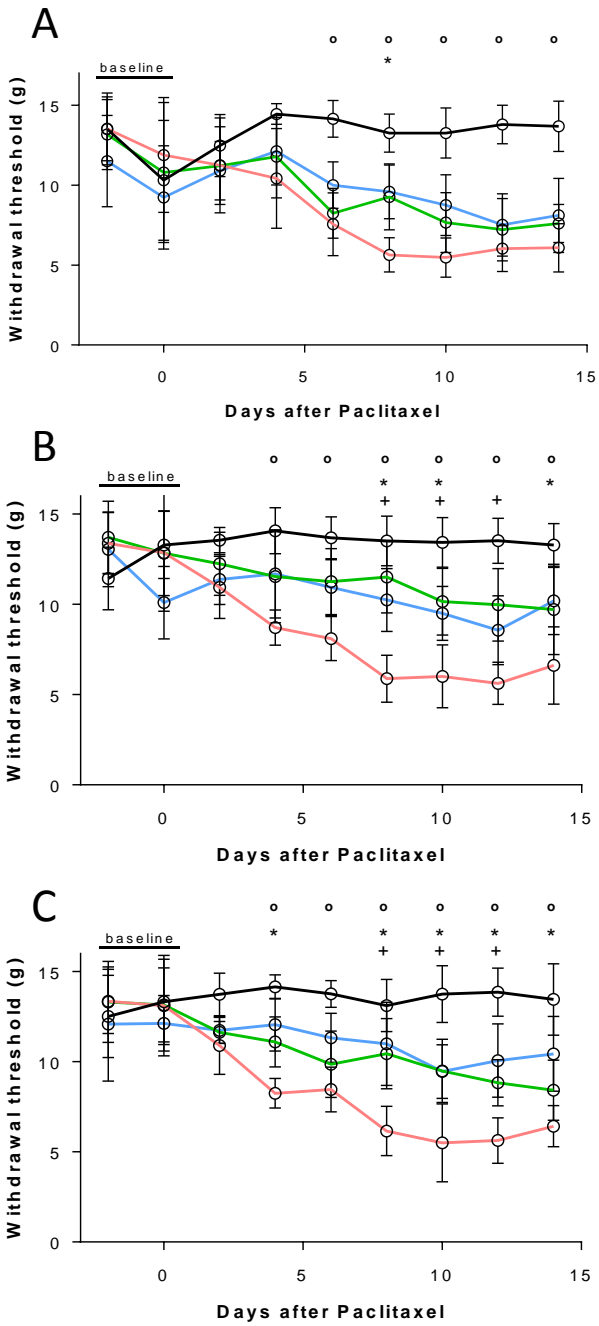 A
o o o o o
*
baseline
Withdrawal threshold (g)
15
10
5
0
0 5 10 15
Days after Paclitaxel
B
o o o o o o
* * * *
+ + +
baseline
Withdrawal threshold (g)
15
10
5
0
0 5 10 15
Days after Paclitaxel
C
o o o o o o
* * * * *
+ + +
baseline
Withdrawal threshold (g)
15
10
5
0
0 5 10 15
Days after Paclitaxel